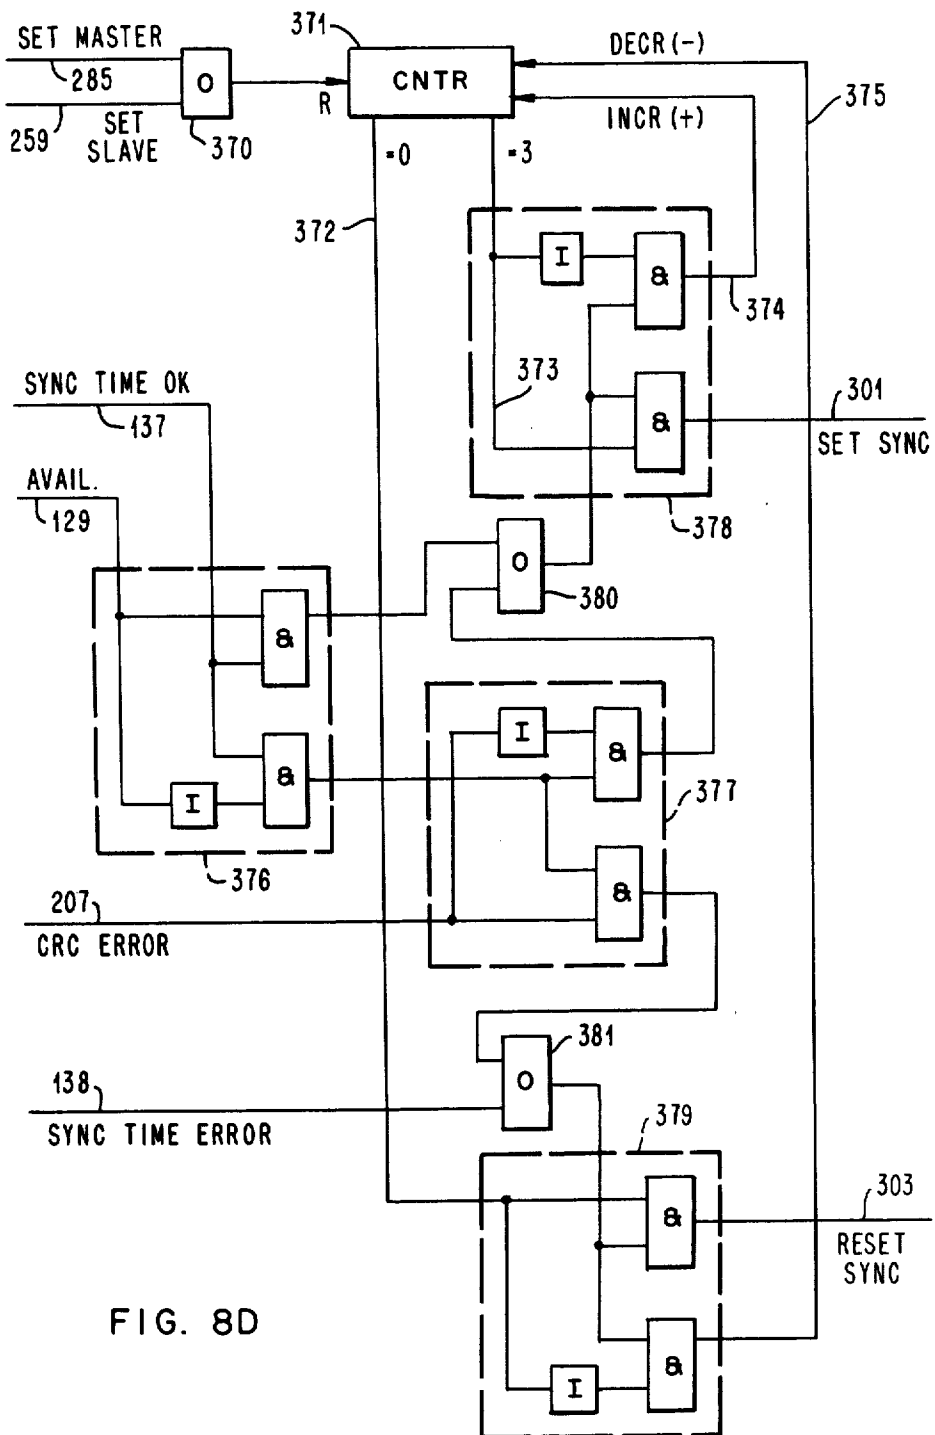 SET MASTER
285
259
SET
SLAVE
O
370
371
CNTR
R
DECR (-)
INCR (+)
375
=0
=3
372
I
&
374
373
&
301
SET SYNC
378
SYNC TIME OK
137
AVAIL.
129
O
380
&
&
I
376
I
&
377
&
207
CRC ERROR
381
O
138
SYNC TIME ERROR
379
&
303
RESET
SYNC
&
I
FIG. 8D